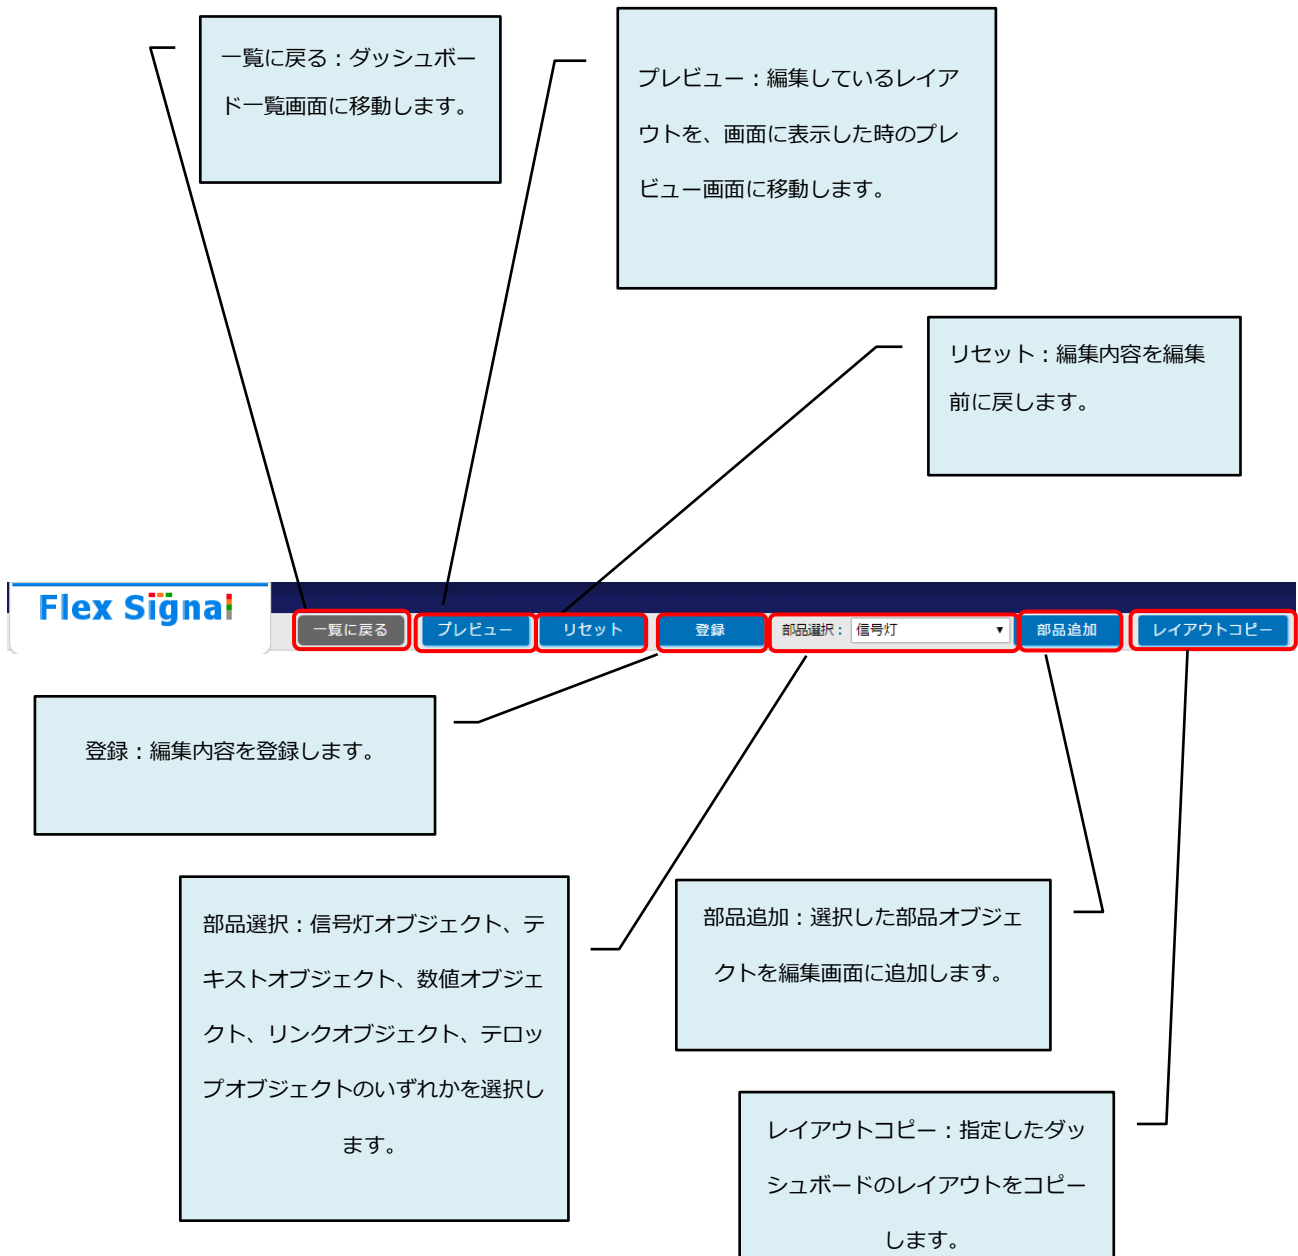 一覧に戻る：ダッシュボー
ド一覧画面に移動します。
プレビュー：編集しているレイア
ウトを、画面に表示した時のプレ
ビュー画面に移動します。
リセット：編集内容を編集
前に戻します。
Flex Signal
一覧に戻る
プレビュー
リセット
登録
部品選択：
信号灯
部品追加
レイアウトコピー
登録：編集内容を登録します。
部品選択：信号灯オブジェクト、テ
キストオブジェクト、数値オブジェ
クト、リンクオブジェクト、テロッ
プオブジェクトのいずれかを選択し
ます。
部品追加：選択した部品オブジェ
クトを編集画面に追加します。
レイアウトコピー：指定したダッ
シュボードのレイアウトをコピー
します。